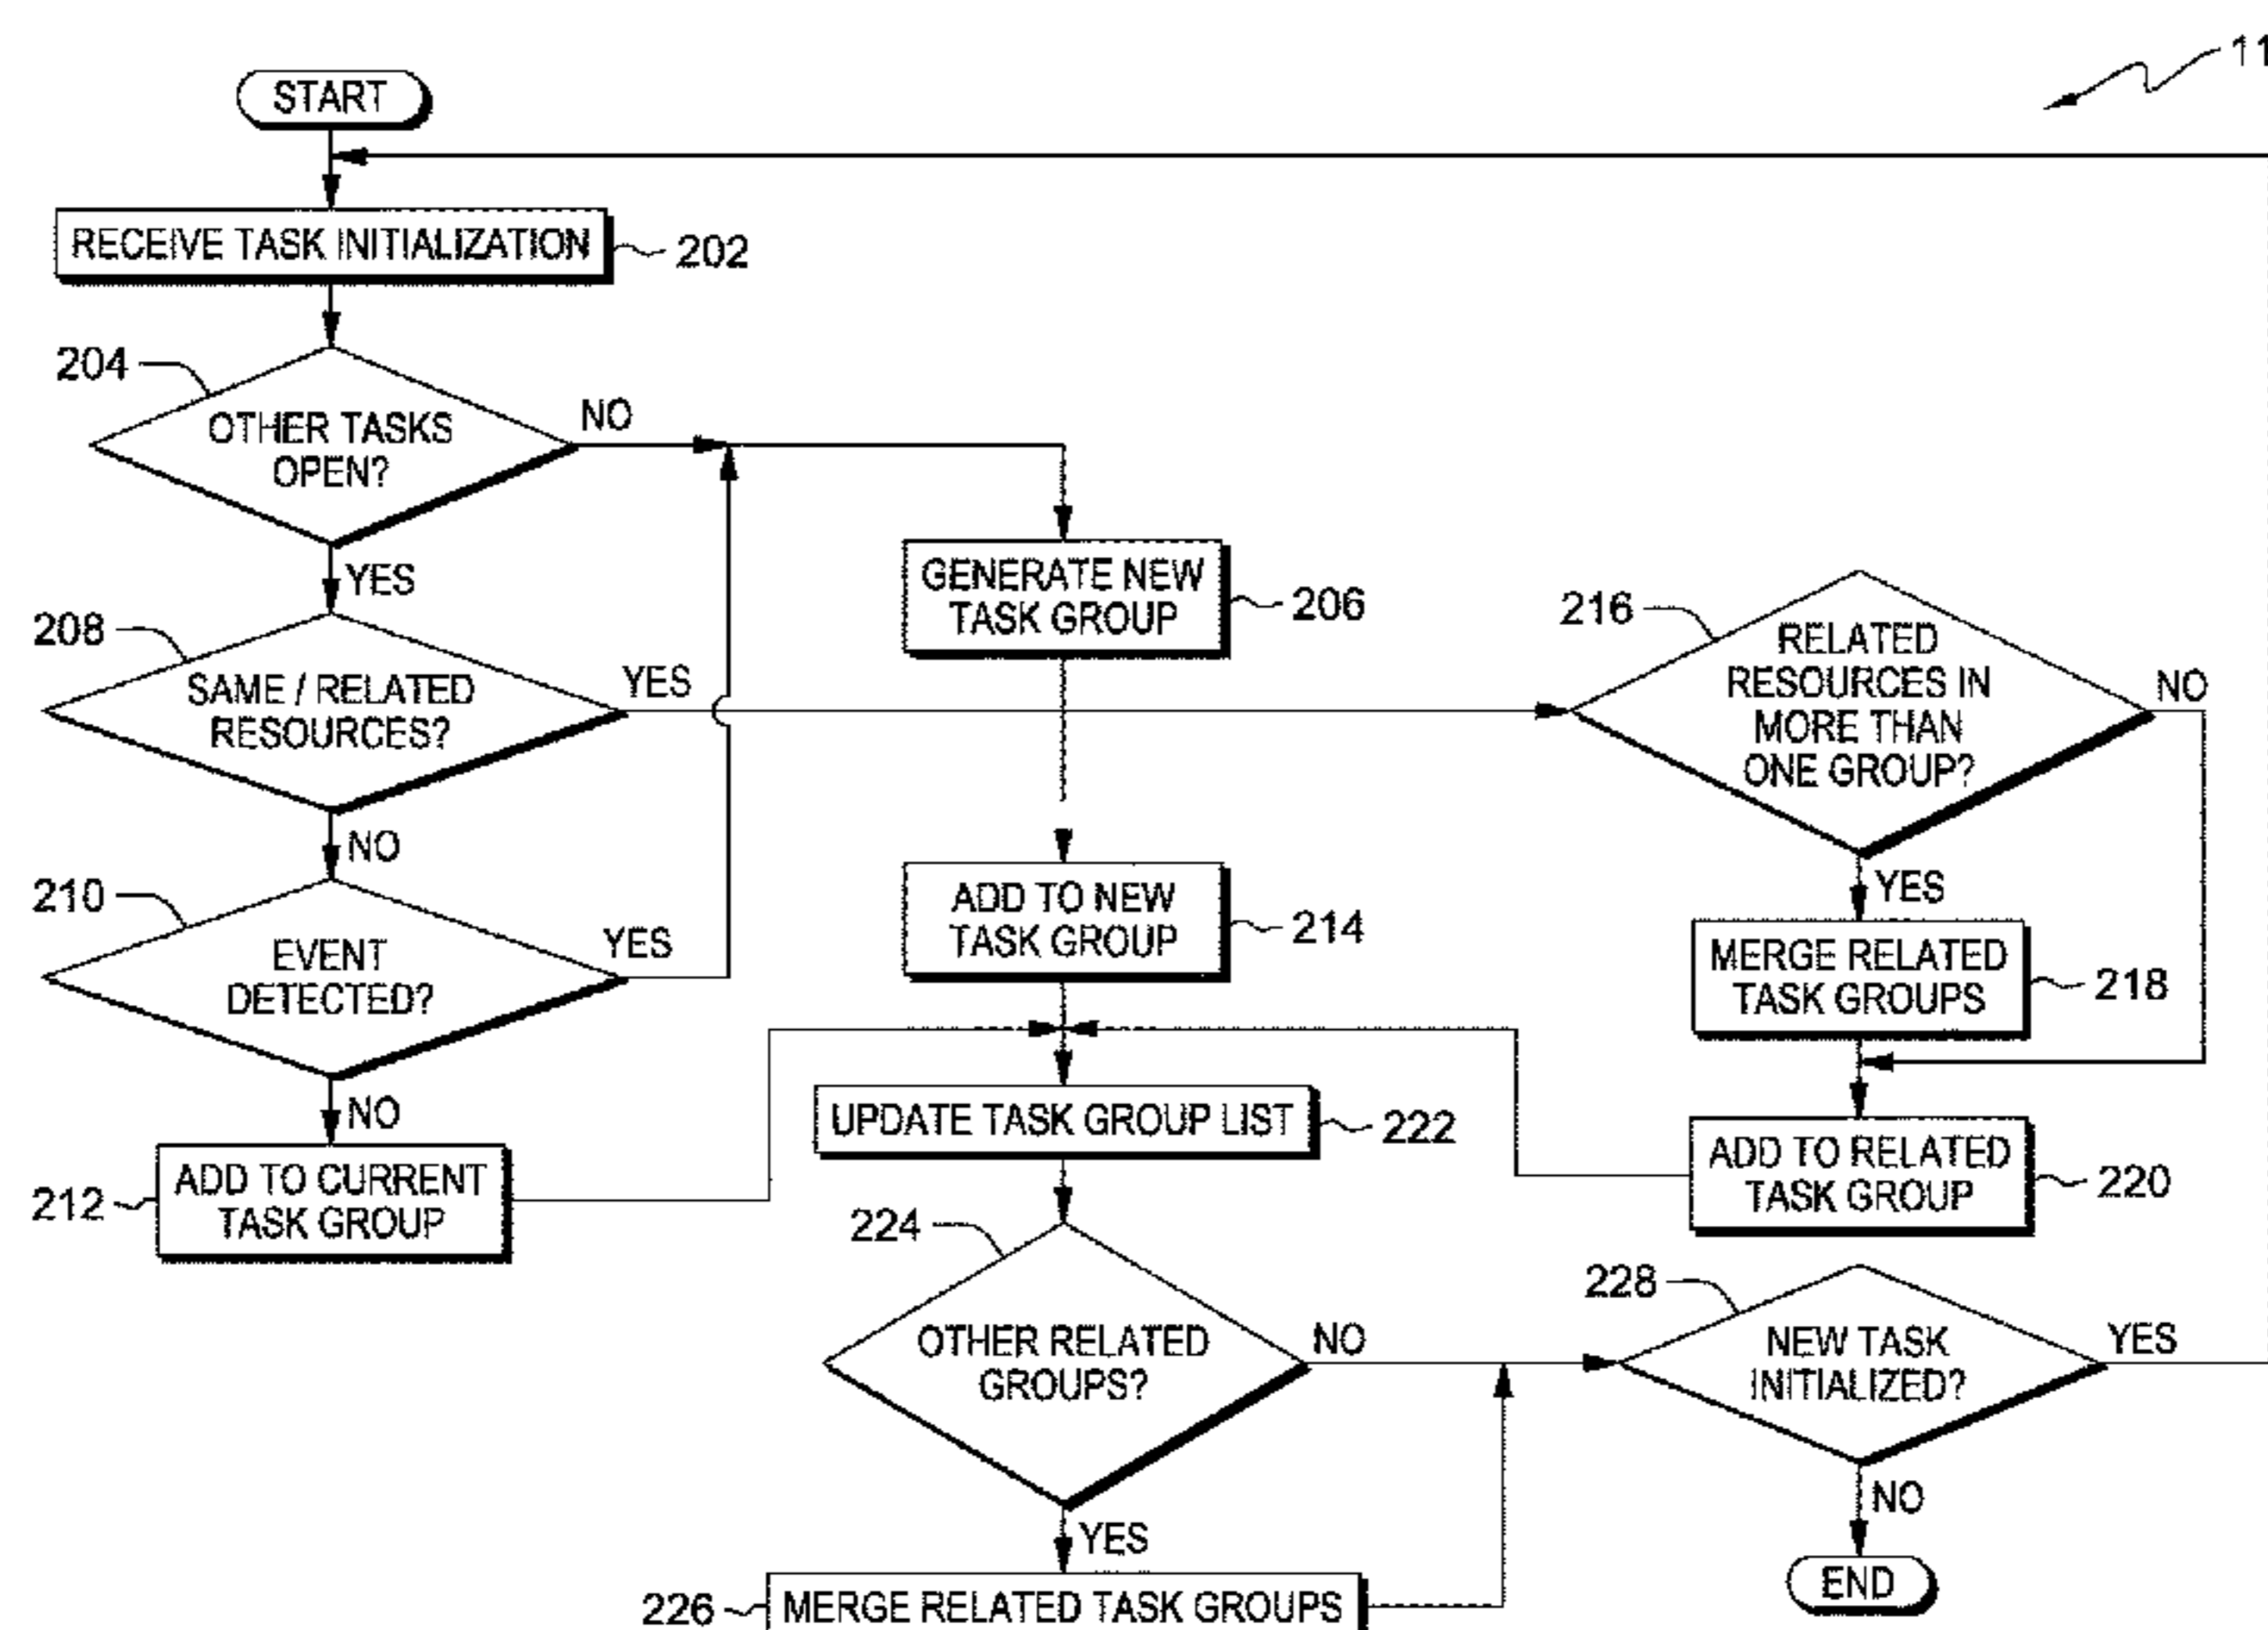 11
START
RECEIVE TASK INITIALIZATION
202
204
OTHER TASKS
OPEN?
NO
YES
GENERATE NEW
TASK GROUP
206
208
SAME / RELATED
RESOURCES?
YES
NO
216
RELATED
RESOURCES IN
MORE THAN
ONE GROUP?
NO
YES
210
EVENT
DETECTED?
YES
NO
ADD TO NEW
TASK GROUP
214
MERGE RELATED
TASK GROUPS
218
212
ADD TO CURRENT
TASK GROUP
UPDATE TASK GROUP LIST
222
ADD TO RELATED
TASK GROUP
220
224
OTHER RELATED
GROUPS?
NO
YES
228
NEW TASK
INITIALIZED?
YES
NO
226
MERGE RELATED TASK GROUPS
END